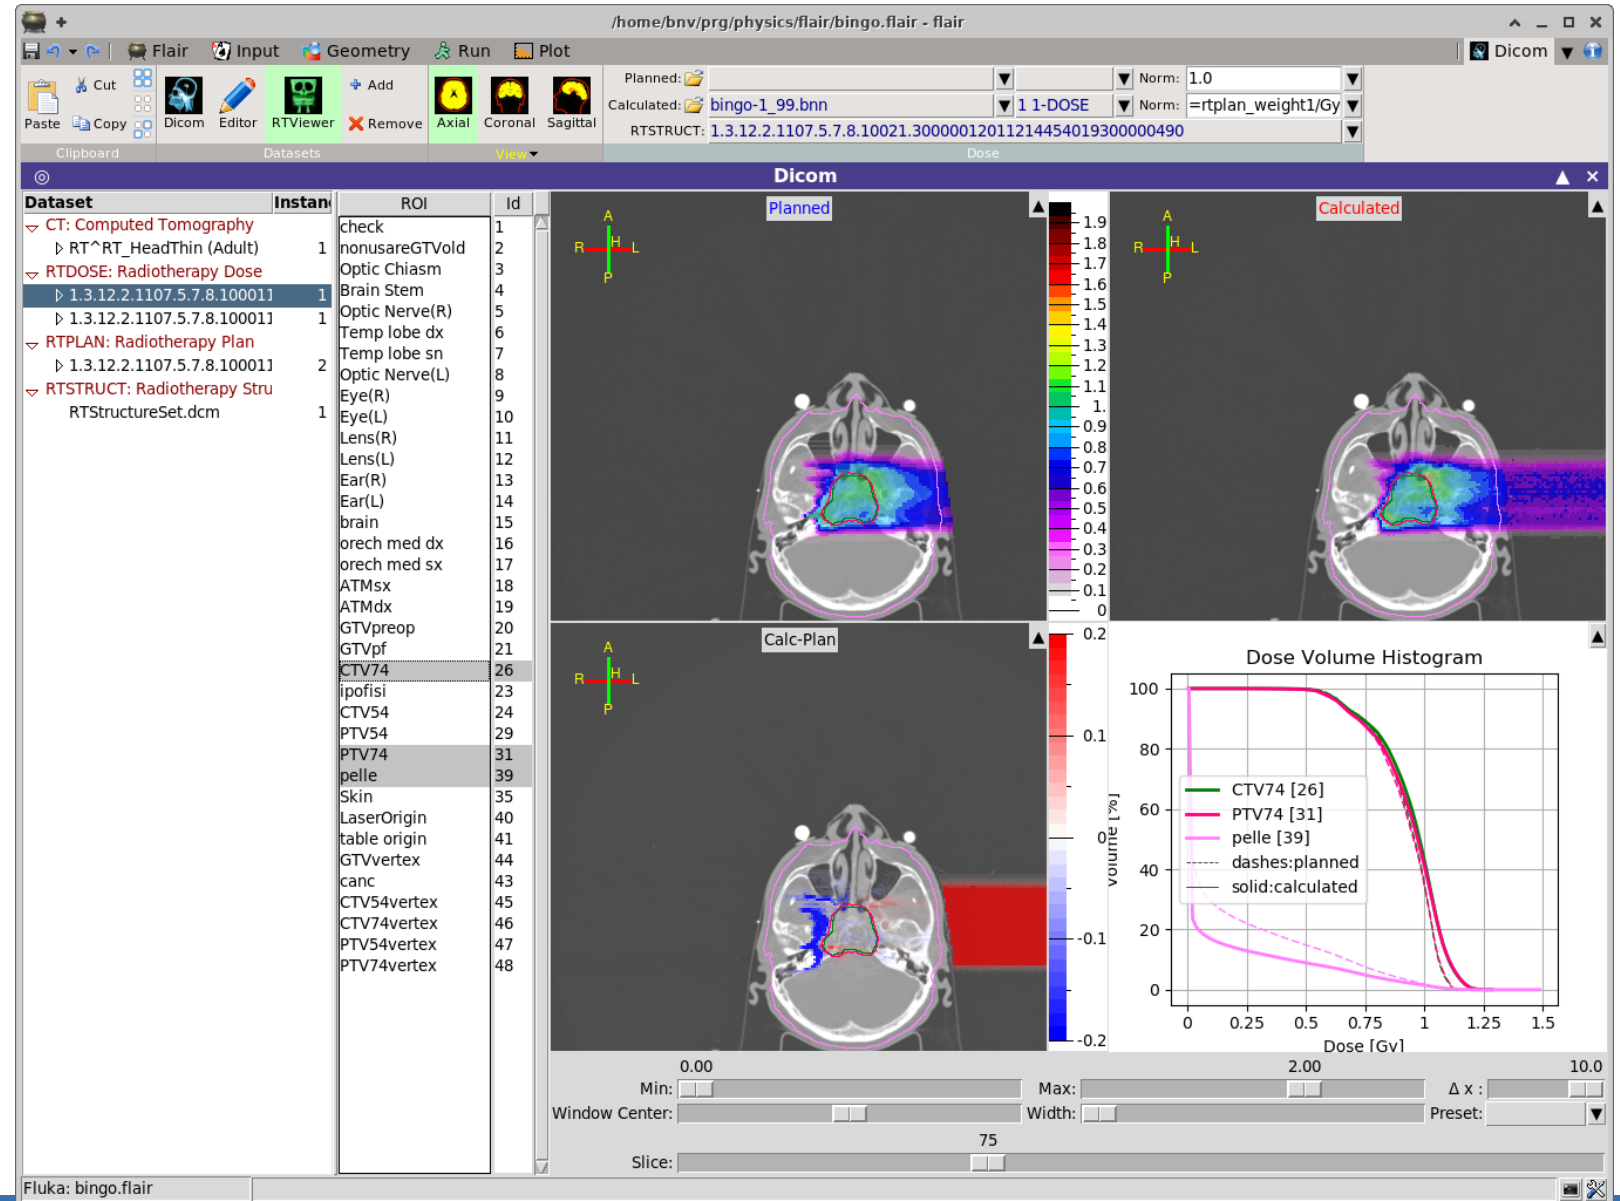 /home/bnv/prg/physics/flair/bingo.flair - flair
Flair Input Geometry Run Plot Dicom
Paste Cut Copy Dicom Editor RTViewer Add Remove Axial Coronal Sagittal
Planned: Norm: 1.0
Calculated: bingo-1_99.bnn 1 1-DOSE Norm: =rtplan_weight1/Gy
RTSTRUCT: 1.3.12.2.1107.5.7.8.10021.30000012011214454019300000490
Clipboard Datasets View Dose
Dicom
Dataset Instan
CT: Computed Tomography
RT^RT_HeadThin (Adult) 1
RTDOSE: Radiotherapy Dose
1.3.12.2.1107.5.7.8.100011 1
1.3.12.2.1107.5.7.8.100011 1
RTPLAN: Radiotherapy Plan
1.3.12.2.1107.5.7.8.100011 2
RTSTRUCT: Radiotherapy Stru
RTStructureSet.dcm 1
ROI Id
check 1
nonusareGTVold 2
Optic Chiasm 3
Brain Stem 4
Optic Nerve(R) 5
Temp lobe dx 6
Temp lobe sn 7
Optic Nerve(L) 8
Eye(R) 9
Eye(L) 10
Lens(R) 11
Lens(L) 12
Ear(R) 13
Ear(L) 14
brain 15
orech med dx 16
orech med sx 17
ATMsx 18
ATMdx 19
GTVpreop 20
GTVpf 21
CTV74 26
ipofisi 23
CTV54 24
PTV54 29
PTV74 31
pelle 39
Skin 35
LaserOrigin 40
table origin 41
GTVvertex 44
canc 43
CTV54vertex 45
CTV74vertex 46
PTV54vertex 47
PTV74vertex 48
Planned
A
R H L
P
1.9
1.8
1.7
1.6
1.5
1.4
1.3
1.2
1.1
1.
0.9
0.8
0.7
0.6
0.5
0.4
0.3
0.2
0.1
0
Calculated
A
R H L
P
Calc-Plan
A
R H L
P
0.2
0.1
0
-0.1
-0.2
Dose Volume Histogram
100
80
60
40
20
0
Volume [%]
CTV74 [26]
PTV74 [31]
pelle [39]
dashes:planned
solid:calculated
0 0.25 0.5 0.75 1 1.25 1.5
Dose [Gy]
0.00 2.00 10.0
Min: Max: Δ x :
Window Center: Width: Preset:
75
Slice:
Fluka: bingo.flair